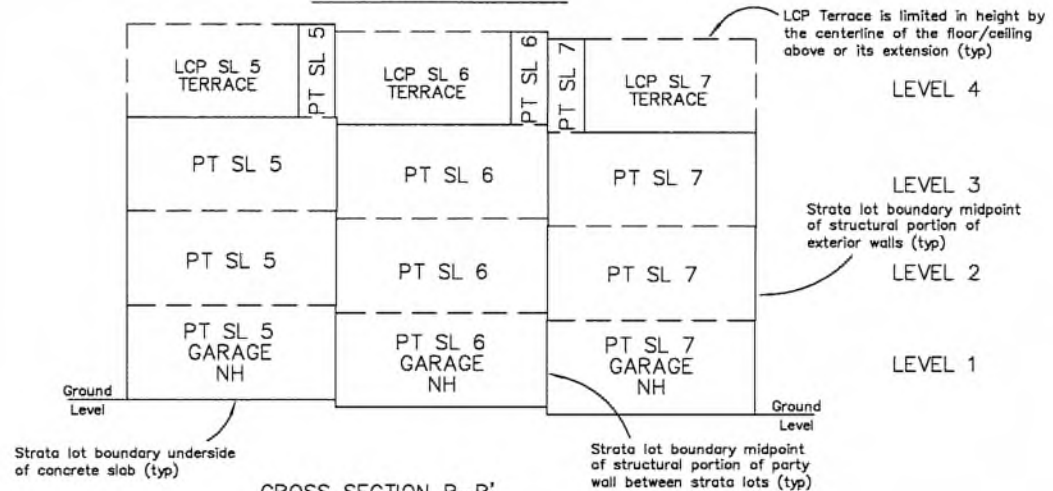 LCP Terrace is limited in height by
the centerline of the floor/ceiling
above or its extension (typ)
LCP SL 5
TERRACE
PT SL 5
LCP SL 6
TERRACE
PT SL 6
PT SL 7
LCP SL 7
TERRACE
LEVEL 4
PT SL 5
PT SL 6
PT SL 7
LEVEL 3
Strata lot boundary midpoint
of structural portion of
exterior walls (typ)
PT SL 5
PT SL 6
PT SL 7
LEVEL 2
PT SL 5
GARAGE
NH
PT SL 6
GARAGE
NH
PT SL 7
GARAGE
NH
LEVEL 1
Ground
Level
Ground
Level
Strata lot boundary underside
of concrete slab (typ)
Strata lot boundary midpoint
of structural portion of party
wall between strata lots (typ)